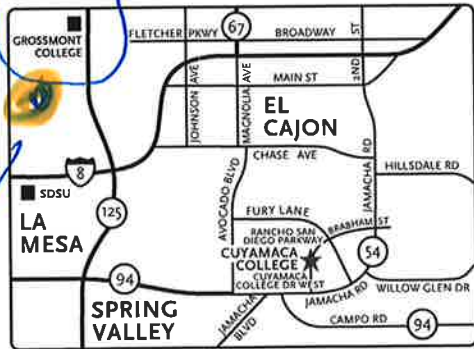 GROSSMONT
COLLEGE
FLETCHER PKWY
67
BROADWAY
2ND ST
MAIN ST
JOHNSON AVE
MAGNOLIA AVE
EL
CAJON
CHASE AVE
JAMACHA RD
HILLSDALE RD
8
SDSU
LA
MESA
125
AVOCADO BLVD
FURY LANE
RANCHO SAN
DIEGO PARKWAY
BRABHAM ST
CUYAMACA
COLLEGE
CUYAMACA
COLLEGE DR WEST
54
94
JAMACHA RD
WILLOW GLEN DR
SPRING
VALLEY
JAMACHA
BLVD
CAMPO RD
94